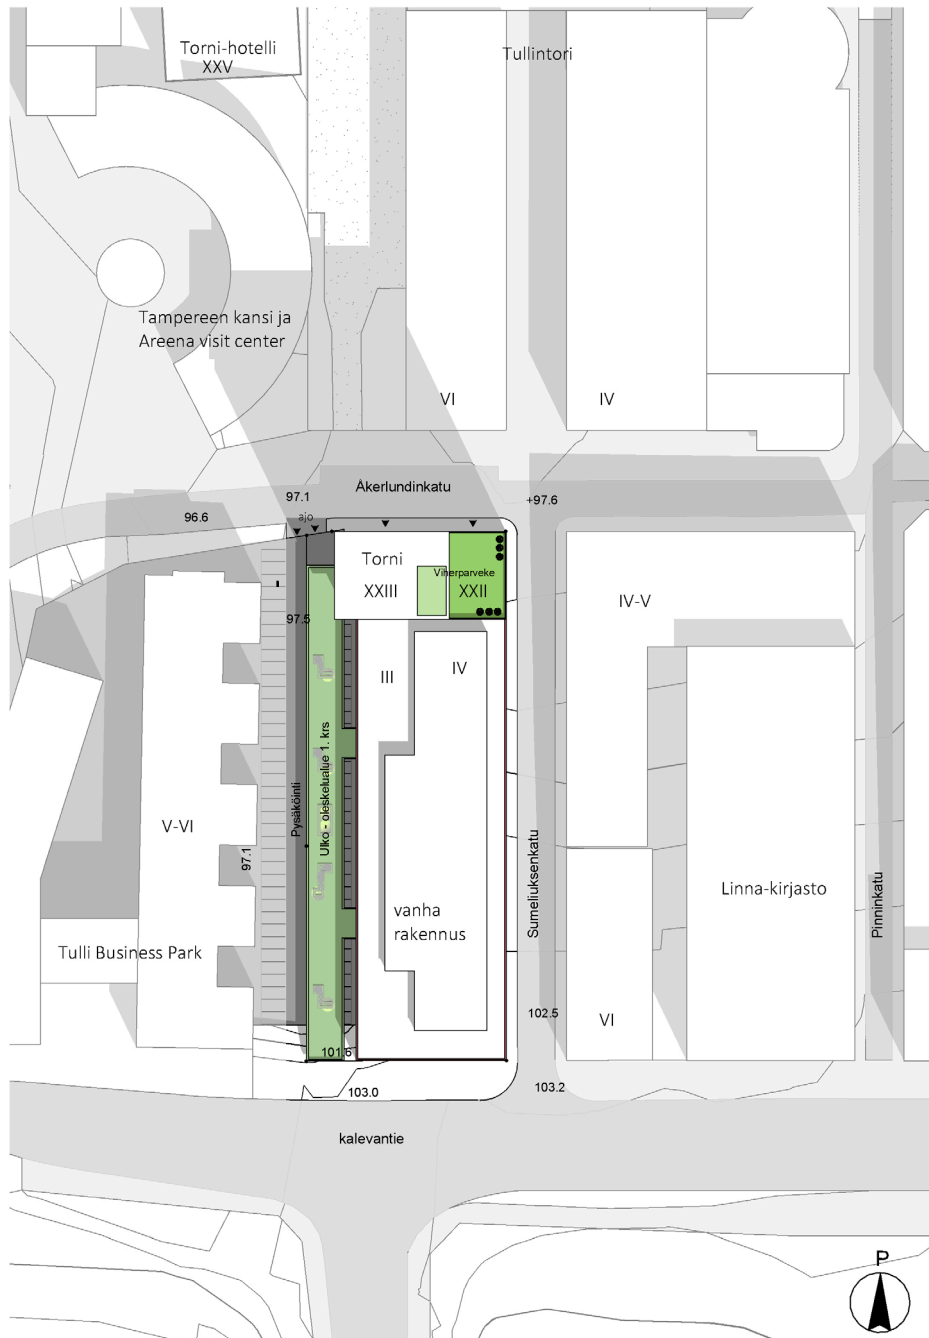 Torni-hotelli
XXV
Tullintori
Tampereen kansi ja
Areena visit center
VI
IV
97.1
Åkerlundinkatu
+97.6
96.6
ajo
Torni
XXIII
Viherparveke
XXII
97.5
IV-V
III
IV
Pysäköinti
Ulko - oleskelualue 1. krs
V-VI
97.1
vanha
rakennus
Sumeliuksenkatu
Linna-kirjasto
Pinninkatu
Tulli Business Park
102.5
VI
101.6
103.0
103.2
kalevantie
P